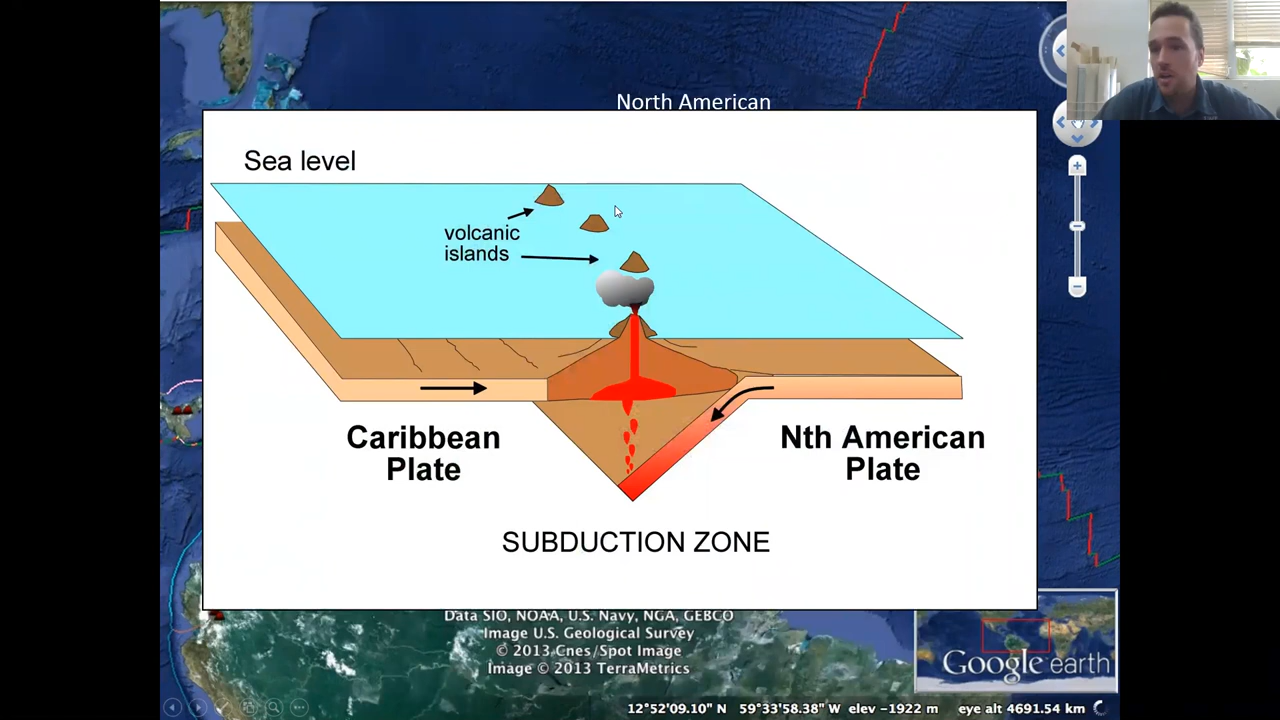 North American
Sea level
volcanic
islands
Caribbean
Plate
Nth American
Plate
SUBDUCTION ZONE
Data SIO, NOAA, U.S. Navy, NGA, GEBCO
Image U.S. Geological Survey
© 2013 Cnes/Spot Image
Image © 2013 TerraMetrics
Google earth
12°52'09.10" N 59°33'58.38" W elev -1922 m eye alt 4691.54 km